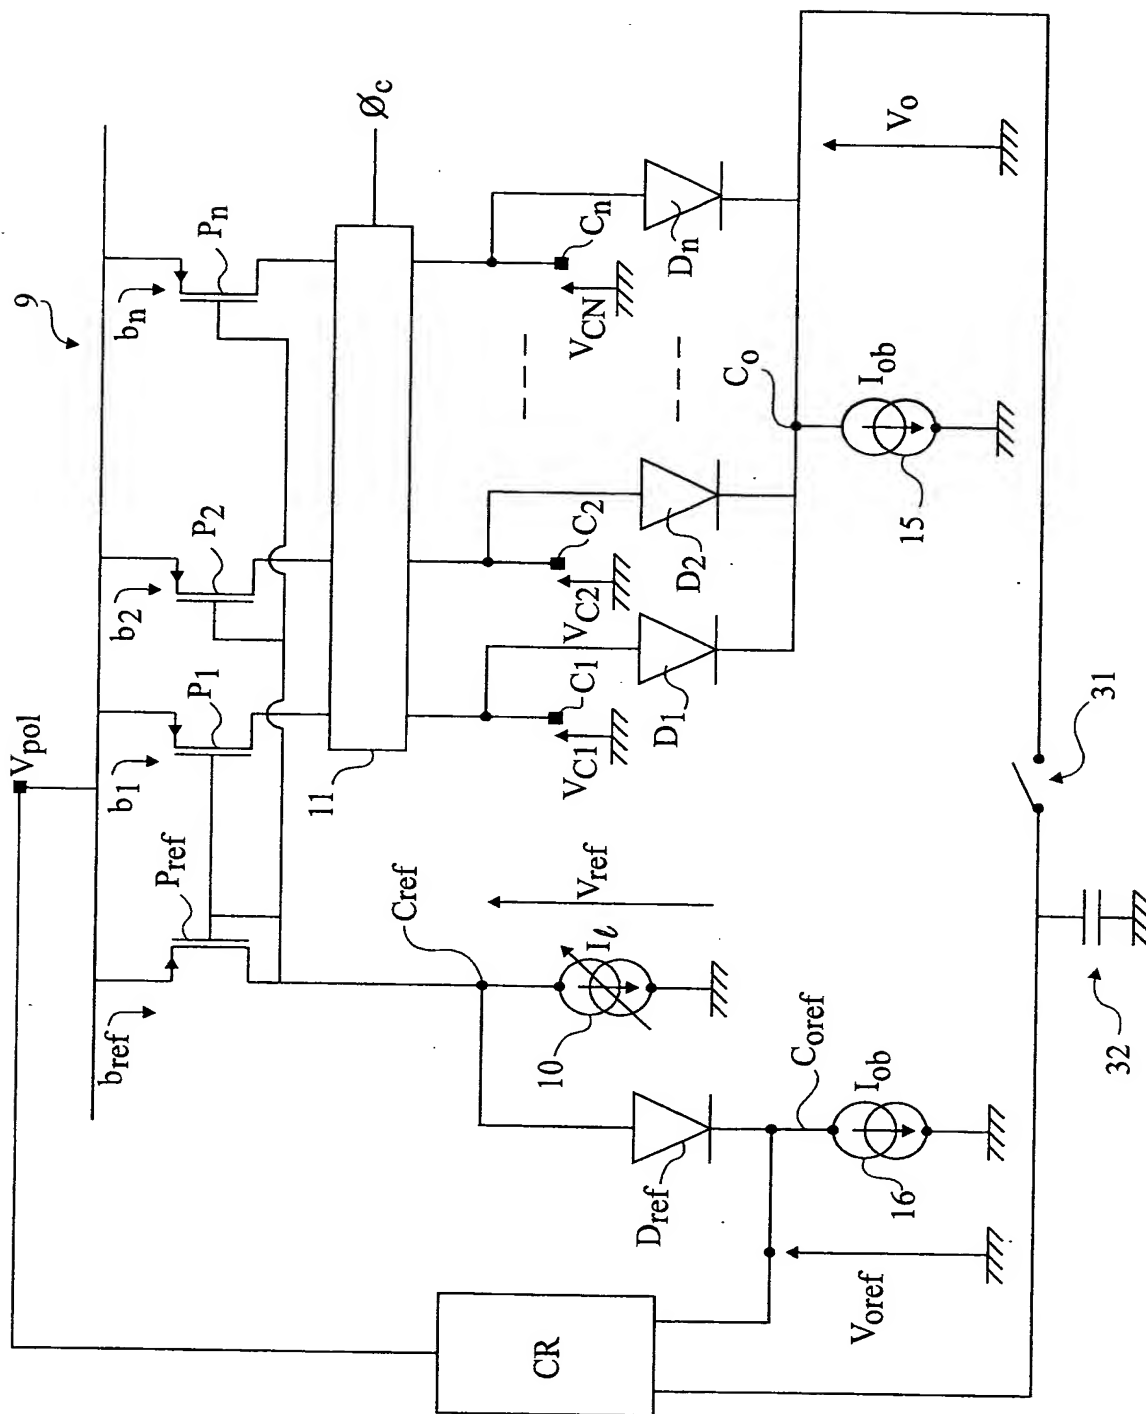 9
Vpol
bref
b1
b2
bn
Pref
P1
P2
Pn
11
Øc
Cref
Vref
10
Iℓ
VC1
C1
VC2
C2
VCN
Cn
Dref
D1
D2
Dn
Co
Coref
16
Iob
15
Iob
Vo
Voref
CR
31
32